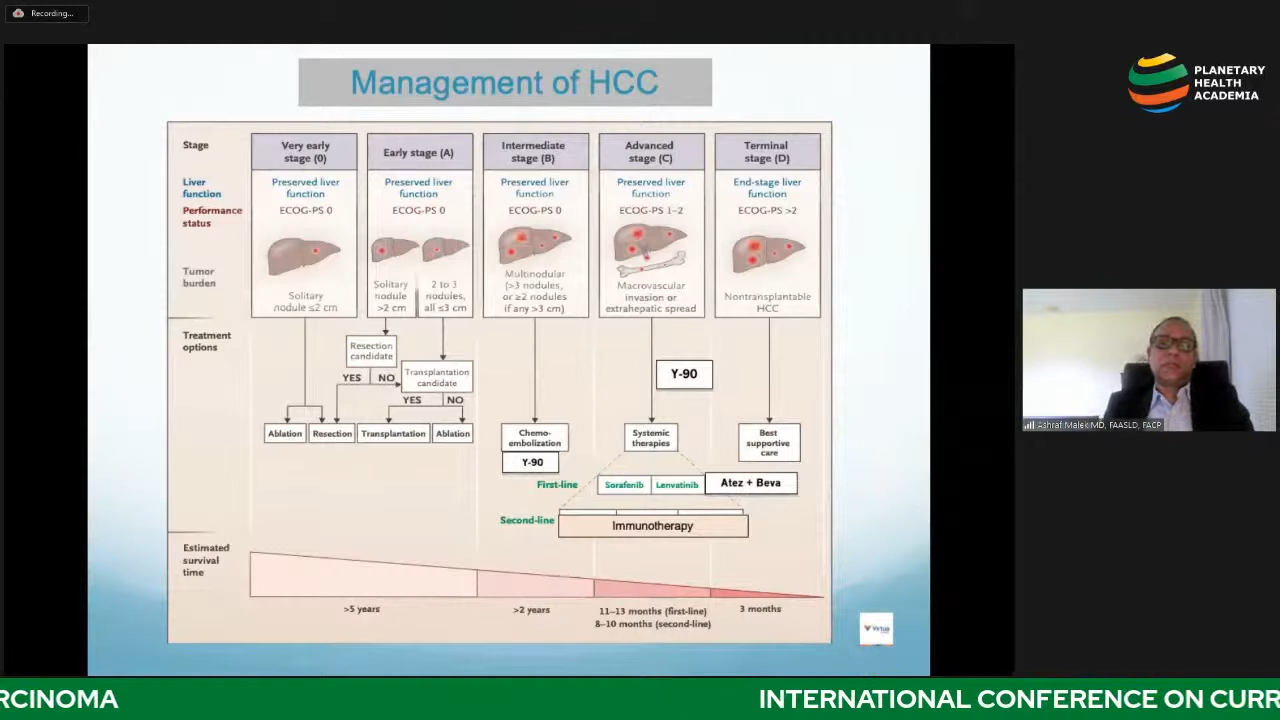 Recording...
PLANETARY
HEALTH
ACADEMIA
Management of HCC
Stage
Very early
stage (0)
Early stage (A)
Intermediate
stage (B)
Advanced
stage (C)
Terminal
stage (D)
Liver
function
Preserved liver
function
Preserved liver
function
Preserved liver
function
Preserved liver
function
End-stage liver
function
Performance
status
ECOG-PS 0
ECOG-PS 0
ECOG-PS 0
ECOG-PS 1–2
ECOG-PS >2
Tumor
burden
Solitary
nodule ≤2 cm
Solitary
nodule
>2 cm
2 to 3
nodules,
all ≤3 cm
Multinodular
(>3 nodules,
or ≥2 nodules
if any >3 cm)
Macrovascular
invasion or
extrahepatic spread
Nontransplantable
HCC
Treatment
options
Resection
candidate
YES NO
Transplantation
candidate
YES NO
Ablation
Resection
Transplantation
Ablation
Chemo-
embolization
Y-90
Y-90
Systemic
therapies
Best
supportive
care
First-line
Sorafenib
Lenvatinib
Atez + Beva
Second-line
Immunotherapy
Estimated
survival
time
>5 years
>2 years
11–13 months (first-line)
8–10 months (second-line)
3 months
Virtua
Ashraf Malek MD, FAASLD, FACP
RCINOMA
INTERNATIONAL CONFERENCE ON CURR